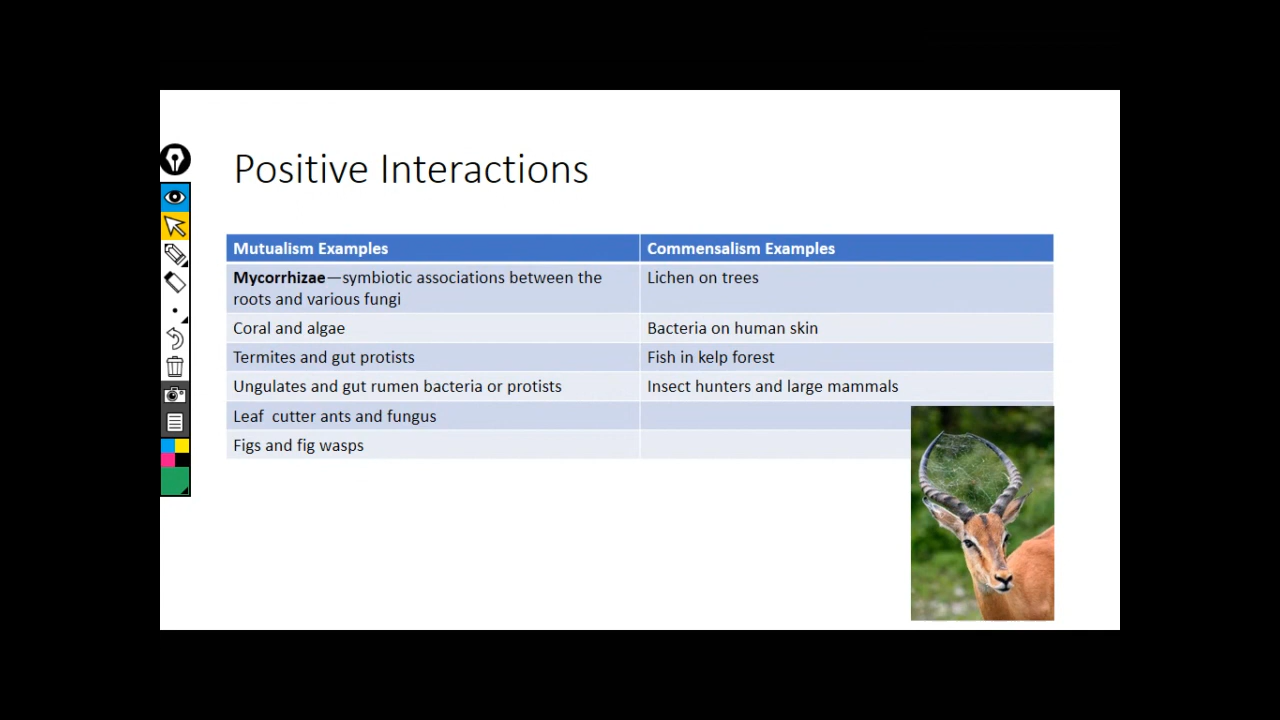 Positive Interactions
Mutualism Examples
Commensalism Examples
Mycorrhizae—symbiotic associations between the
roots and various fungi
Lichen on trees
Coral and algae
Bacteria on human skin
Termites and gut protists
Fish in kelp forest
Ungulates and gut rumen bacteria or protists
Insect hunters and large mammals
Leaf  cutter ants and fungus
Figs and fig wasps